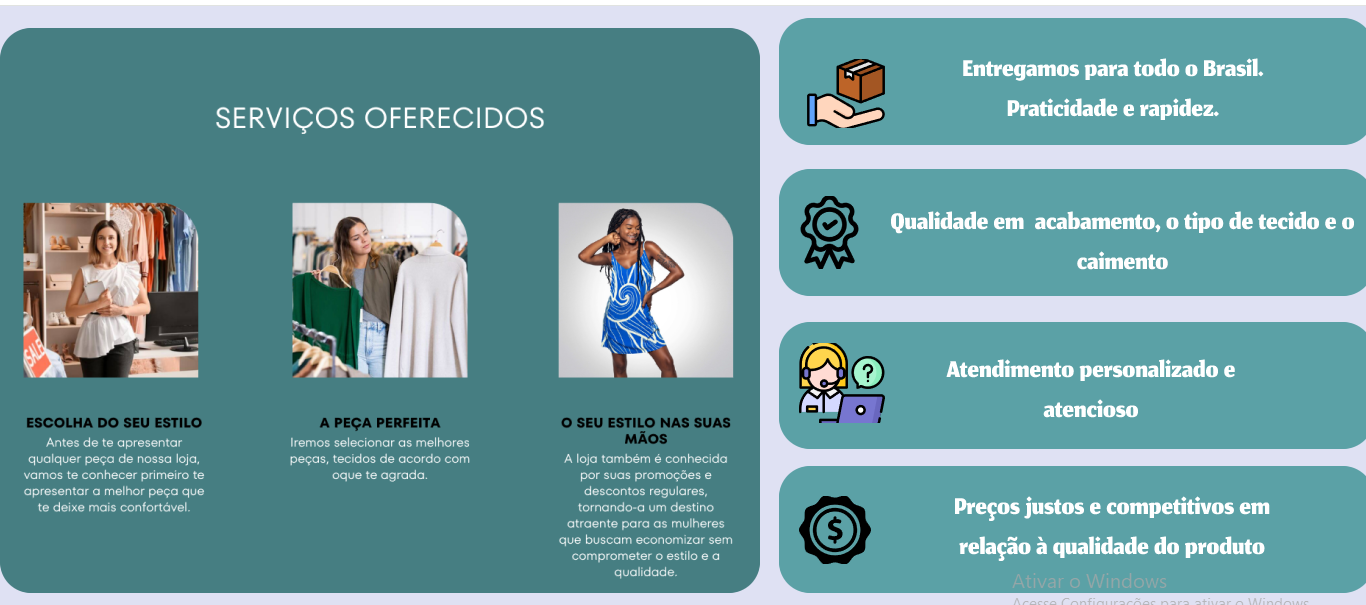 SERVIÇOS OFERECIDOS
SALE
ESCOLHA DO SEU ESTILO
Antes de te apresentar
qualquer peça de nossa loja,
vamos te conhecer primeiro te
apresentar a melhor peça que
te deixe mais confortável.
A PEÇA PERFEITA
Iremos selecionar as melhores
peças, tecidos de acordo com
oque te agrada.
O SEU ESTILO NAS SUAS
MÃOS
A loja também é conhecida
por suas promoções e
descontos regulares,
tornando-a um destino
atraente para as mulheres
que buscam economizar sem
comprometer o estilo e a
qualidade.
Entregamos para todo o Brasil.
Praticidade e rapidez.
Qualidade em  acabamento, o tipo de tecido e o
caimento
?
Atendimento personalizado e
atencioso
$
Preços justos e competitivos em
relação à qualidade do produto
Ativar o Windows
Acesse Configurações para ativar o Windows.